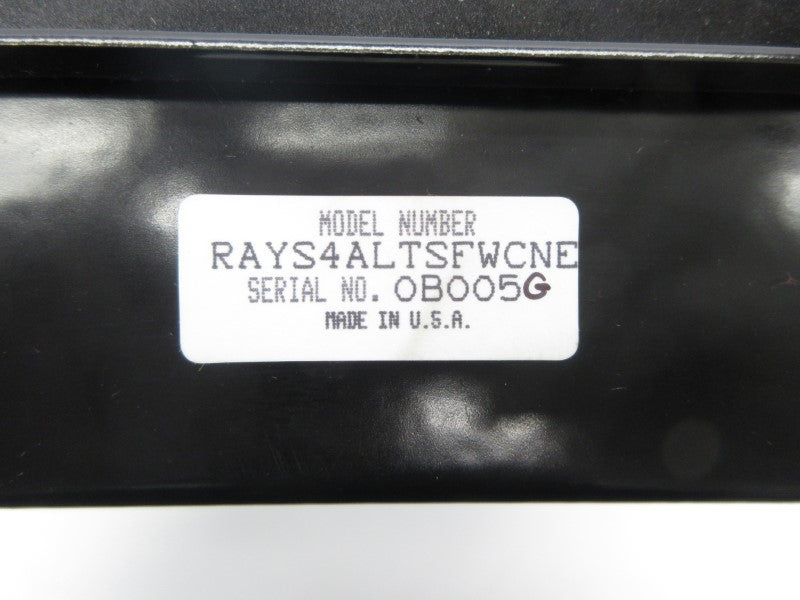 MODEL NUMBER
RAYS4ALTSFWCNE
SERIAL NO. 0B005G
MADE IN U.S.A.